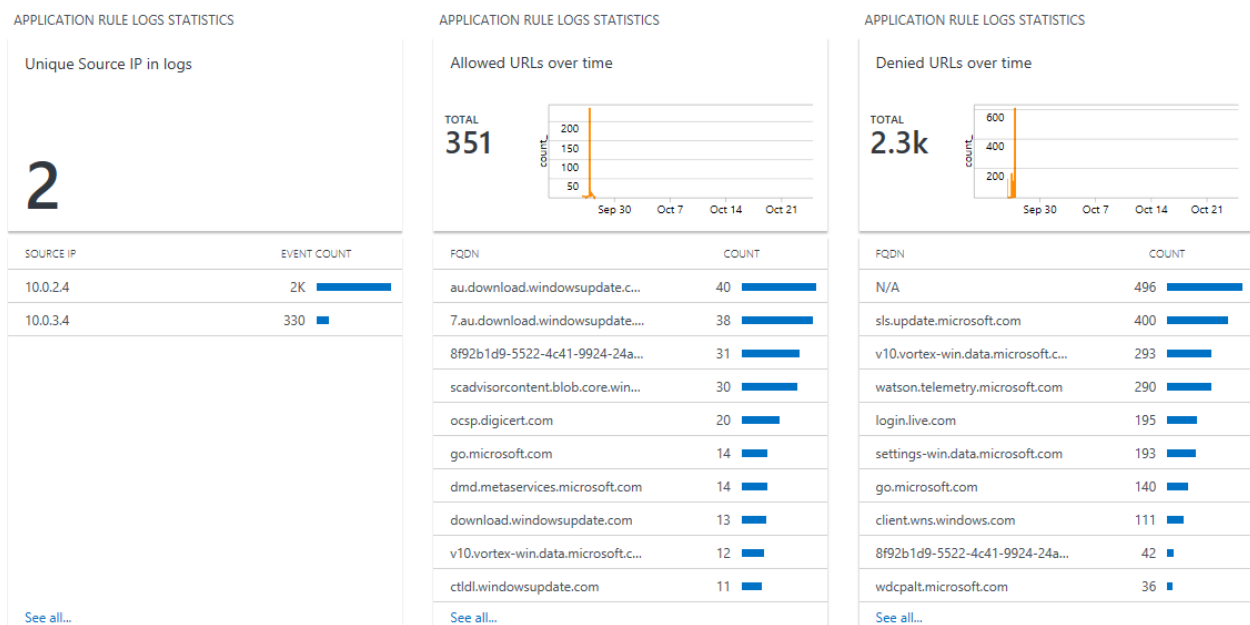 APPLICATION RULE LOGS STATISTICS
Unique Source IP in logs
2
SOURCE IP EVENT COUNT
10.0.2.4 2K
10.0.3.4 330
See all...
APPLICATION RULE LOGS STATISTICS
Allowed URLs over time
TOTAL
351
count_
200
150
100
50
Sep 30 Oct 7 Oct 14 Oct 21
FQDN COUNT
au.download.windowsupdate.c... 40
7.au.download.windowsupdate.... 38
8f92b1d9-5522-4c41-9924-24a... 31
scadvisorcontent.blob.core.win... 30
ocsp.digicert.com 20
go.microsoft.com 14
dmd.metaservices.microsoft.com 14
download.windowsupdate.com 13
v10.vortex-win.data.microsoft.c... 12
ctldl.windowsupdate.com 11
See all...
APPLICATION RULE LOGS STATISTICS
Denied URLs over time
TOTAL
2.3k
count_
600
400
200
Sep 30 Oct 7 Oct 14 Oct 21
FQDN COUNT
N/A 496
sls.update.microsoft.com 400
v10.vortex-win.data.microsoft.c... 293
watson.telemetry.microsoft.com 290
login.live.com 195
settings-win.data.microsoft.com 193
go.microsoft.com 140
client.wns.windows.com 111
8f92b1d9-5522-4c41-9924-24a... 42
wdcpalt.microsoft.com 36
See all...